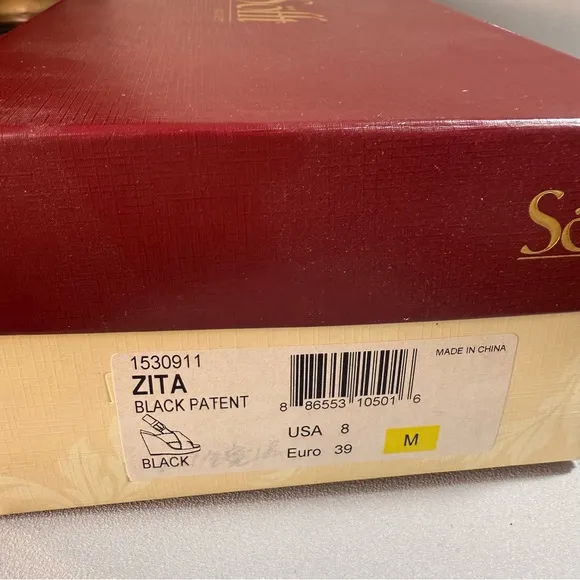 1530911
ZITA
BLACK PATENT
BLACK
8 86553 10501 6
USA 8
Euro 39
M
MADE IN CHINA